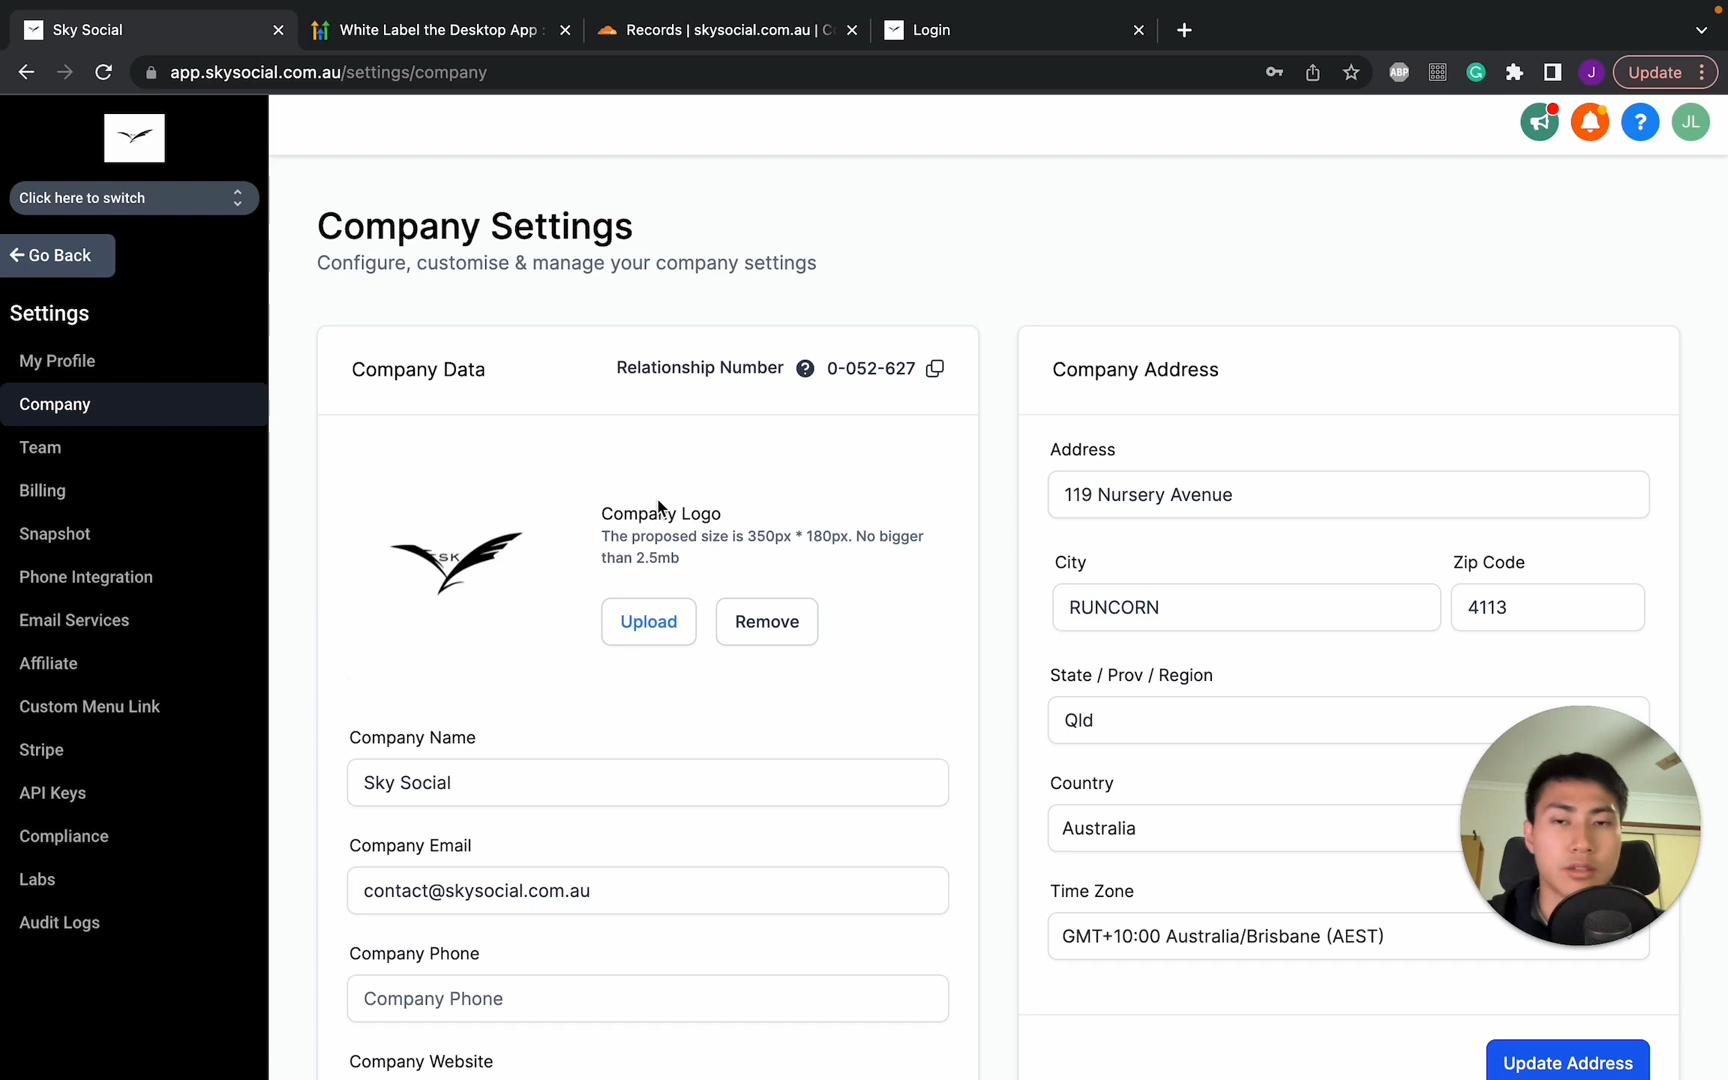 Sky Social
White Label the Desktop App :
Records | skysocial.com.au | C
Login
app.skysocial.com.au/settings/company
ABP
G
J
Update
Click here to switch
Go Back
Settings
My Profile
Company
Team
Billing
Snapshot
Phone Integration
Email Services
Affiliate
Custom Menu Link
Stripe
API Keys
Compliance
Labs
Audit Logs
?
JL
Company Settings
Configure, customise & manage your company settings
Company Data
Relationship Number ? 0-052-627
SK
Company Logo
The proposed size is 350px * 180px. No bigger
than 2.5mb
Upload
Remove
Company Name
Sky Social
Company Email
contact@skysocial.com.au
Company Phone
Company Phone
Company Website
Company Address
Address
119 Nursery Avenue
City
Zip Code
RUNCORN
4113
State / Prov / Region
Qld
Country
Australia
Time Zone
GMT+10:00 Australia/Brisbane (AEST)
Update Address